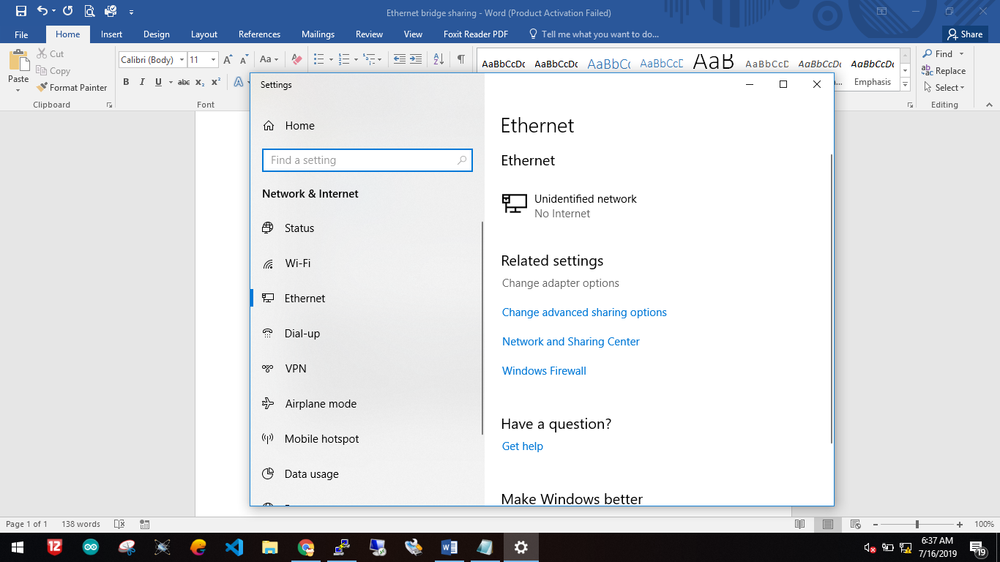 Ethernet bridge sharing - Word (Product Activation Failed)
File Home Insert Design Layout References Mailings Review View Foxit Reader PDF Tell me what you want to do... Share
Paste
Cut
Copy
Format Painter
Clipboard
Calibri (Body) 11
Aa
B I U abc x₂ x² A
Font
AaBbCcDc AaBbCcDc AaBbCc AaBbCcD AaB AaBbCcD AaBbCcDc AaBbCcDc
a... Emphasis
Find
Replace
Select
Editing
Settings
Home
Find a setting
Network & Internet
Status
Wi-Fi
Ethernet
Dial-up
VPN
Airplane mode
Mobile hotspot
Data usage
Ethernet
Ethernet
Unidentified network
No Internet
Related settings
Change adapter options
Change advanced sharing options
Network and Sharing Center
Windows Firewall
Have a question?
Get help
Make Windows better
Page 1 of 1 138 words 100%
12
6:37 AM
7/16/2019
19